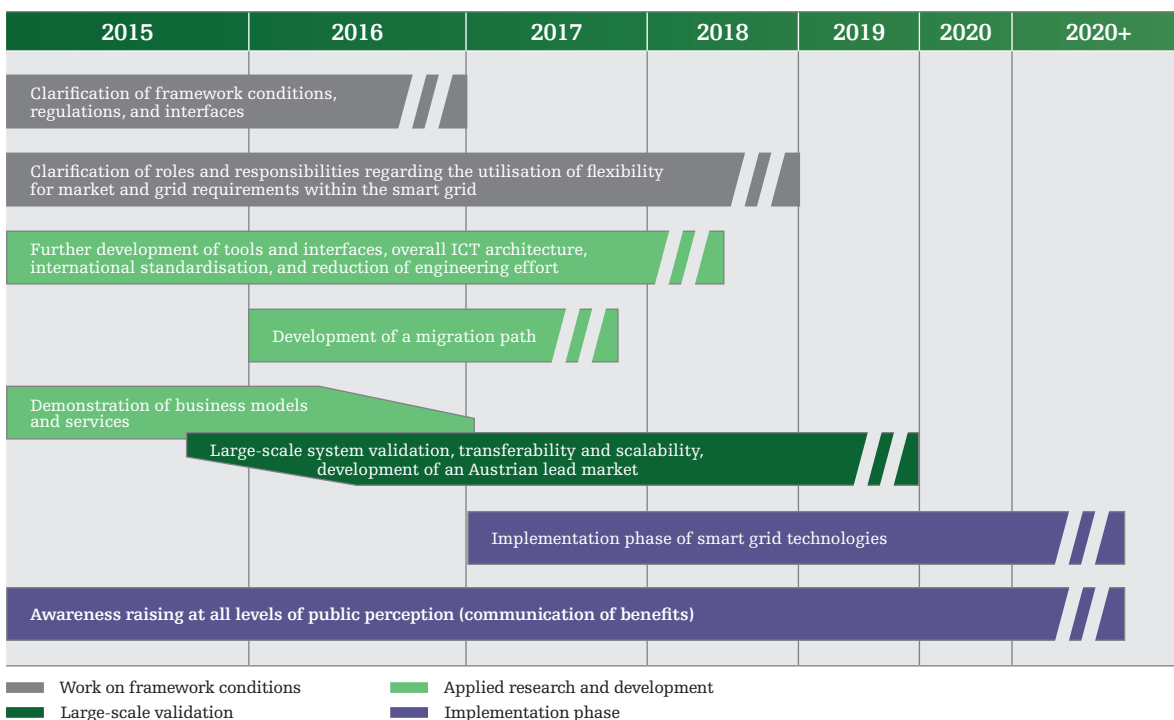 2015 2016 2017 2018 2019 2020 2020+
Clarification of framework conditions,
regulations, and interfaces
Clarification of roles and responsibilities regarding the utilisation of flexibility
for market and grid requirements within the smart grid
Further development of tools and interfaces, overall ICT architecture,
international standardisation, and reduction of engineering effort
Development of a migration path
Demonstration of business models
and services
Large-scale system validation, transferability and scalability,
development of an Austrian lead market
Implementation phase of smart grid technologies
Awareness raising at all levels of public perception (communication of benefits)
Work on framework conditions
Large-scale validation
Applied research and development
Implementation phase